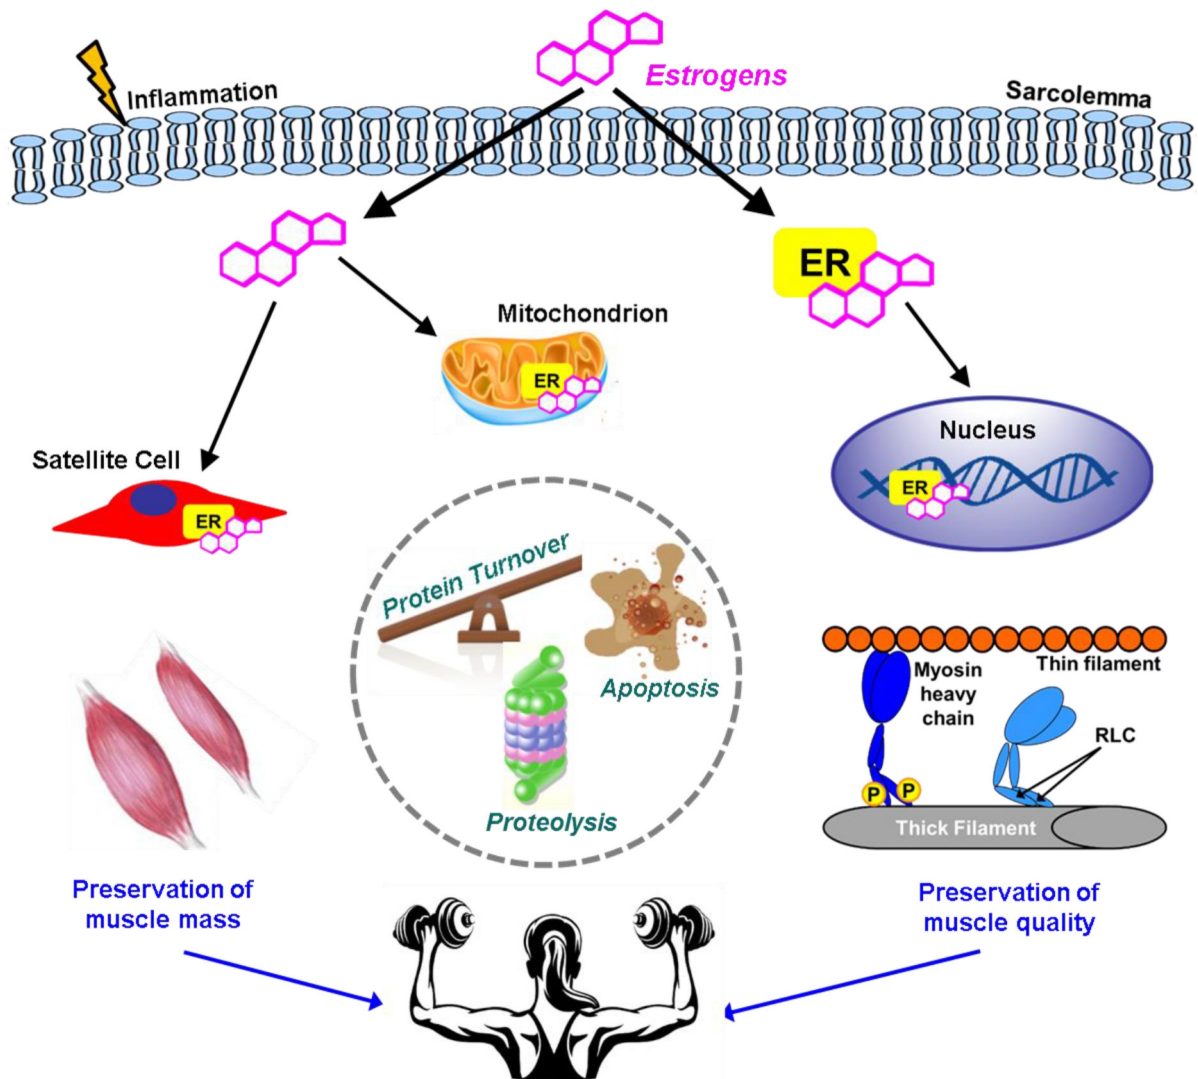 Estrogens
Inflammation
Sarcolemma
ER
Mitochondrion
ER
Nucleus
Satellite Cell
ER
ER
Protein Turnover
Apoptosis
Proteolysis
Thin filament
Myosin
heavy
chain
RLC
P
P
Thick Filament
Preservation of
muscle mass
Preservation of
muscle quality